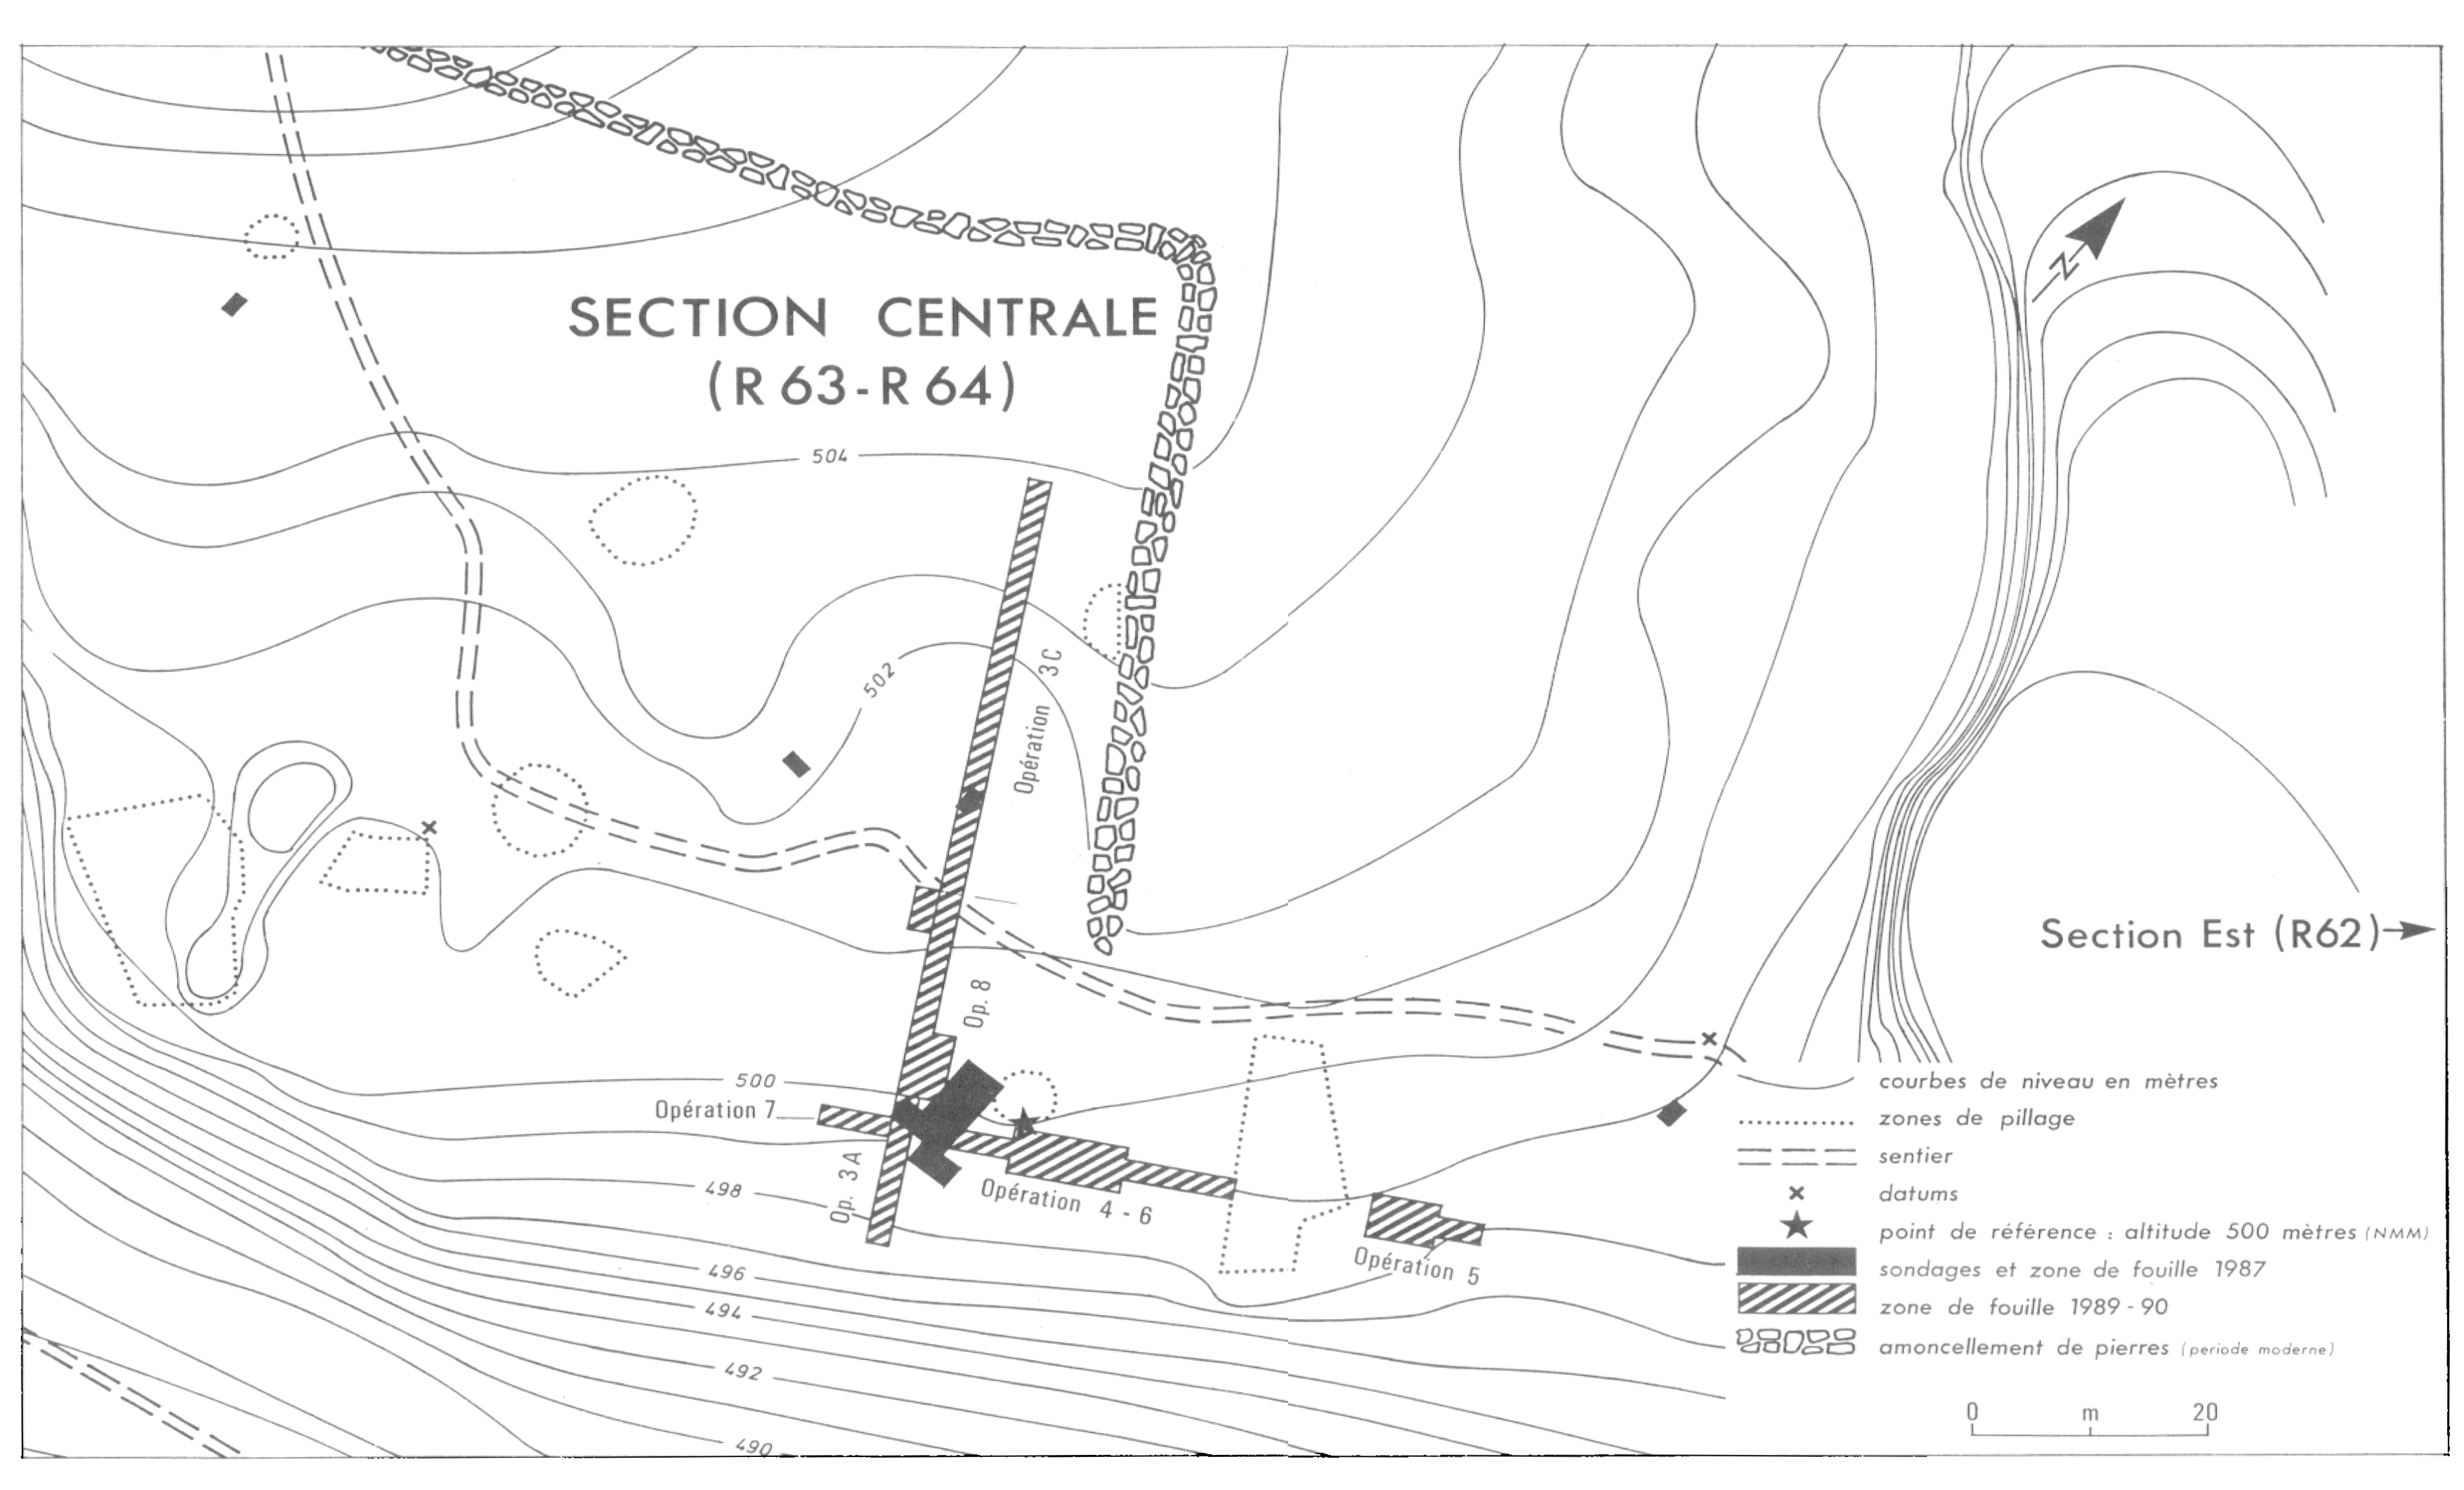 N
SECTION CENTRALE
(R 63-R 64)
504
502
Opération 3C
Section Est (R62)
Op. 8
500
Opération 7
Op. 3A
498
Opération 4 - 6
Opération 5
496
494
492
490
courbes de niveau en mètres
zones de pillage
sentier
datums
point de référence : altitude 500 mètres (NMM)
sondages et zone de fouille 1987
zone de fouille 1989 - 90
amoncellement de pierres (periode moderne)
0 m 20